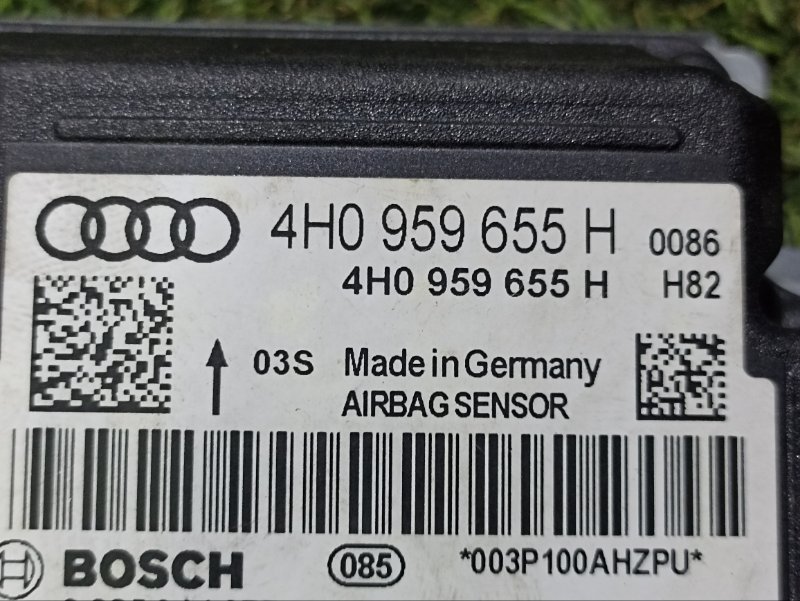 4H0 959 655 H 0086
4H0 959 655 H H82
03S Made in Germany
AIRBAG SENSOR
BOSCH 085 *003P100AHZPU*